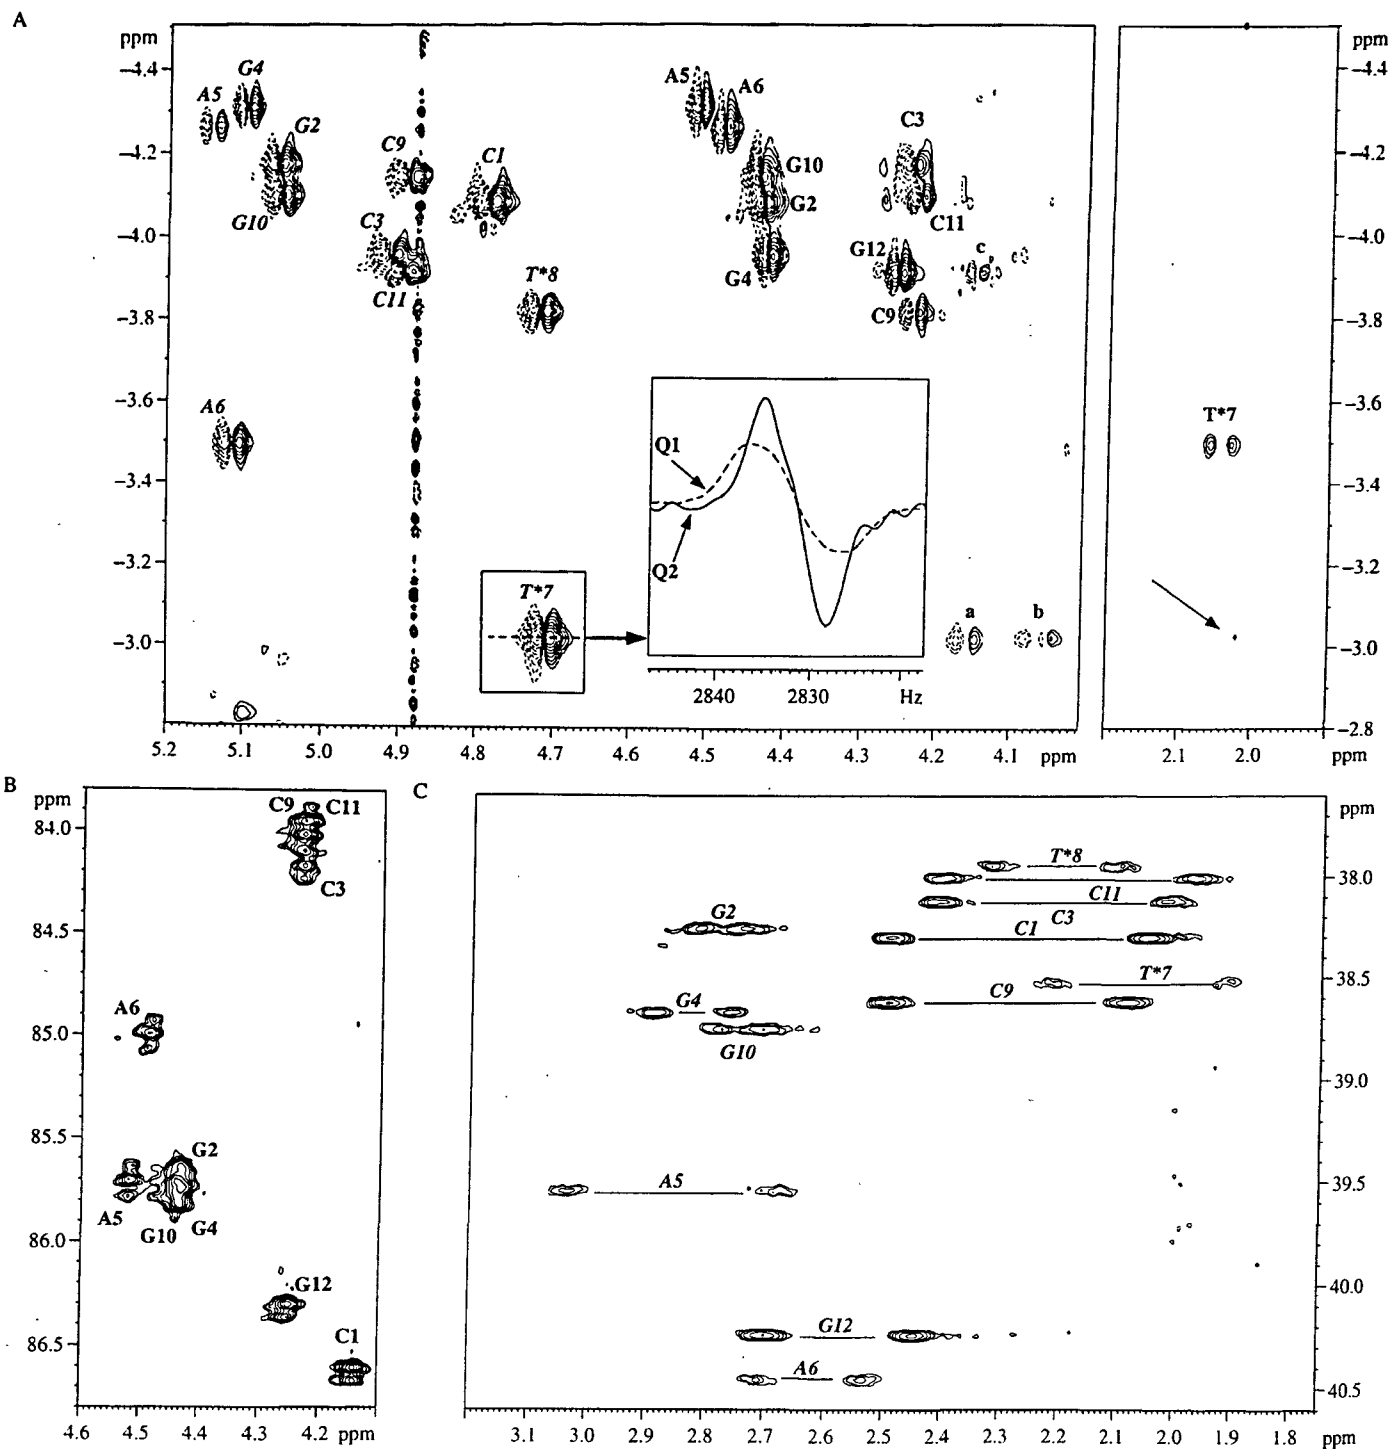 A
ppm
ppm
–4.4
–4.4
G4
A5
A5
A6
G2
C3
–4.2
–4.2
C9
C1
G10
G2
G10
C3
C11
–4.0
–4.0
G12
c
C11
T*8
G4
–3.8
C9
–3.8
–3.6
–3.6
A6
T*7
Q1
–3.4
–3.4
–3.2
–3.2
Q2
T*7
a
b
–3.0
–3.0
2840
2830
Hz
–2.8
5.2
5.1
5.0
4.9
4.8
4.7
4.6
4.5
4.4
4.3
4.2
4.1
ppm
2.1
2.0
ppm
B
C
ppm
C9
C11
ppm
84.0
C3
T*8
38.0
C11
G2
C3
C1
84.5
T*7
38.5
C9
G4
A6
G10
85.0
39.0
85.5
G2
A5
39.5
A5
G4
G10
86.0
40.0
G12
G12
C1
A6
86.5
40.5
4.6
4.5
4.4
4.3
4.2
ppm
3.1
3.0
2.9
2.8
2.7
2.6
2.5
2.4
2.3
2.2
2.1
2.0
1.9
1.8
ppm